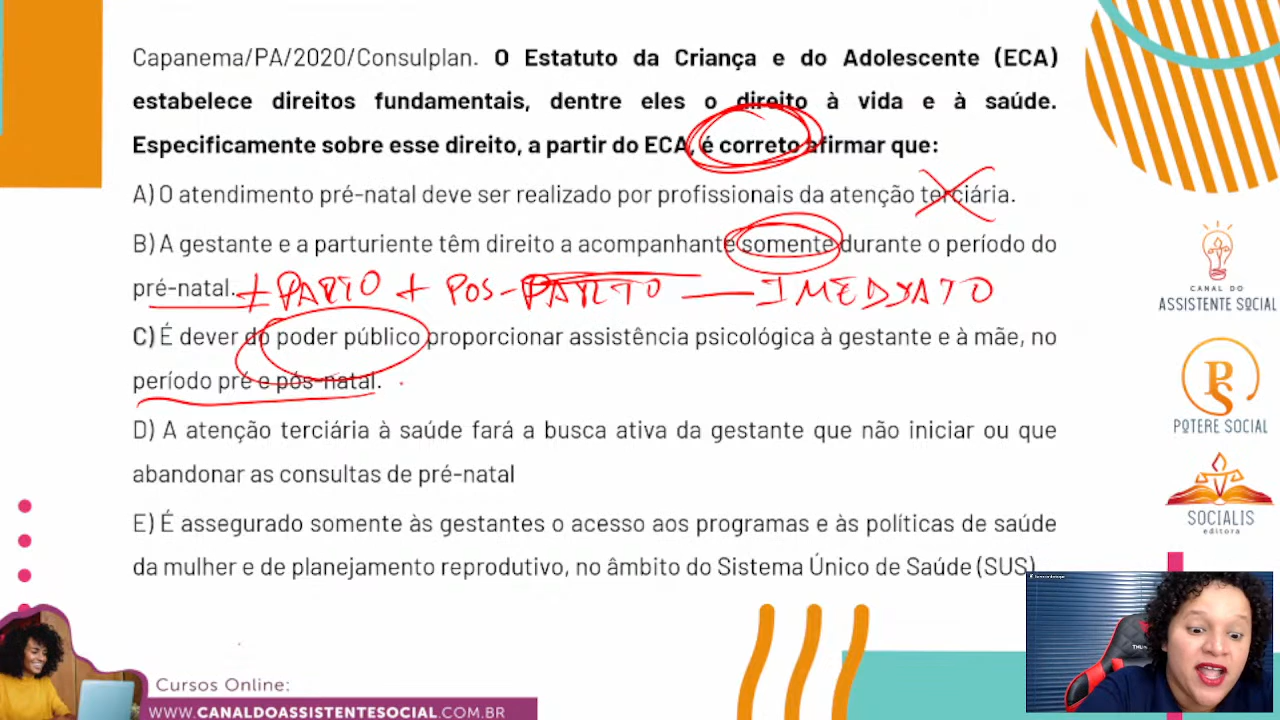 Capanema/PA/2020/Consulplan. O Estatuto da Criança e do Adolescente (ECA)
estabelece direitos fundamentais, dentre eles o direito à vida e à saúde.
Especificamente sobre esse direito, a partir do ECA, é correto afirmar que:
A) O atendimento pré-natal deve ser realizado por profissionais da atenção terciária.
B) A gestante e a parturiente têm direito a acompanhante somente durante o período do
pré-natal. + PARTO + POS-PARTO — IMEDIATO
C) É dever do poder público proporcionar assistência psicológica à gestante e à mãe, no
período pré e pós-natal.
D) A atenção terciária à saúde fará a busca ativa da gestante que não iniciar ou que
abandonar as consultas de pré-natal
E) É assegurado somente às gestantes o acesso aos programas e às políticas de saúde
da mulher e de planejamento reprodutivo, no âmbito do Sistema Único de Saúde (SUS)
CANAL DO
ASSISTENTE SOCIAL
PS
POTERE SOCIAL
SOCIALIS
editora
Cursos Online:
WWW.CANALDOASSISTENTESOCIAL.COM.BR